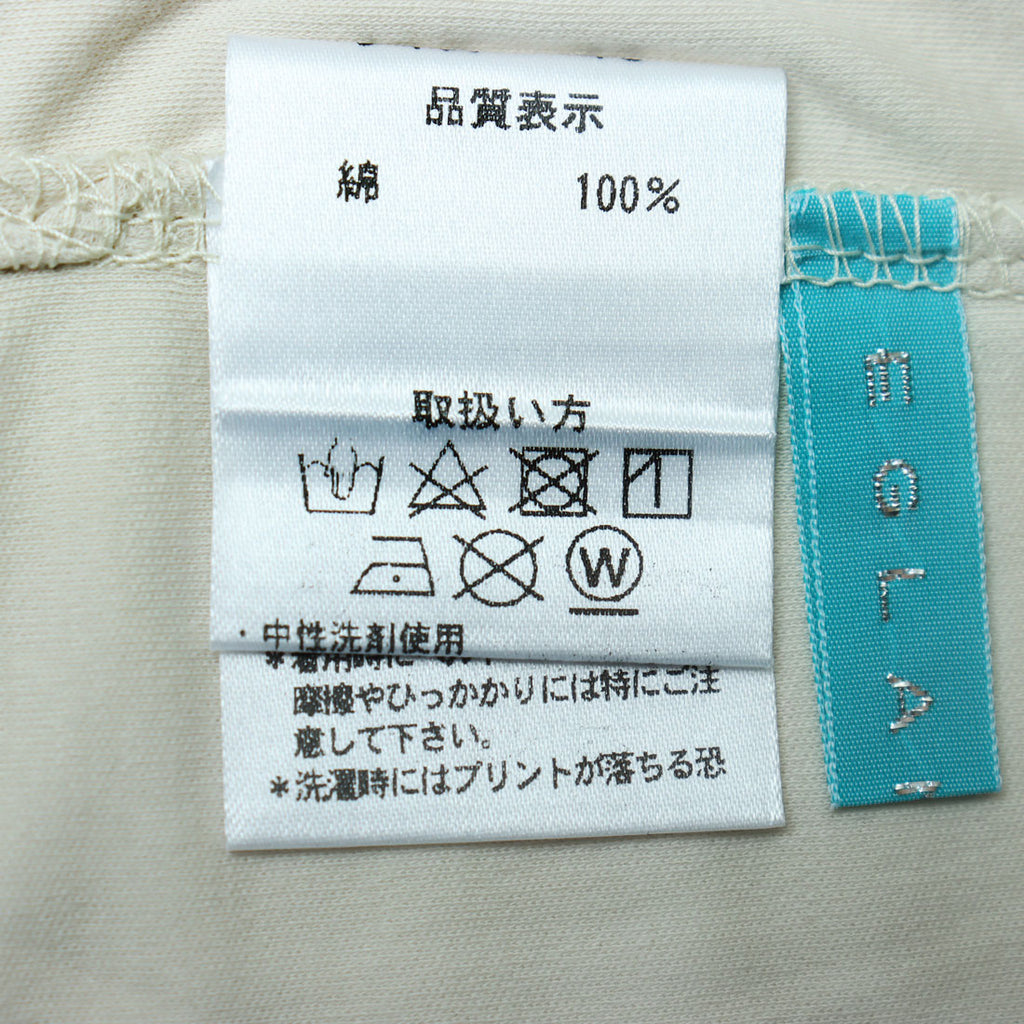 品質表示
綿 100%
取扱い方
W
・中性洗剤使用
摩擦やひっかかりには特にご注
意して下さい。
*洗濯時にはプリントが落ちる恐
EGLA